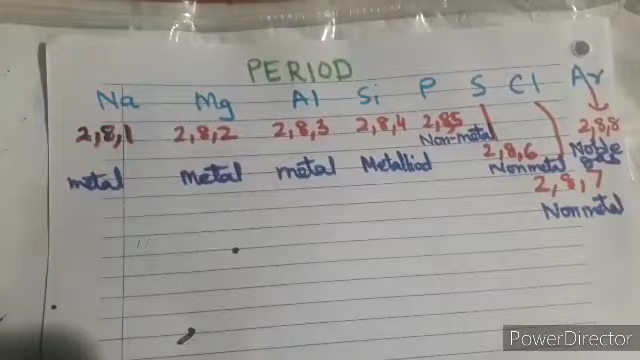 PERIOD
Na Mg Al Si P S Cl Ar
2,8,1 2,8,2 2,8,3 2,8,4 2,85 2,8,8
Non-metal Noble
2,8,6 gas
metal Metal metal Metalliod Nonmetal
2,8,7
Nonmetal
PowerDirector